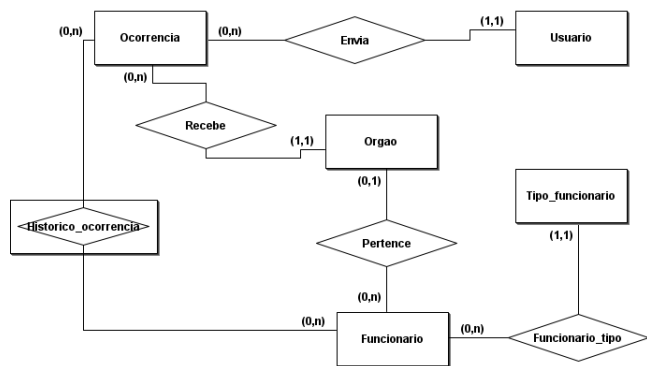 (0,n)
Ocorrencia
(0,n)
Envia
(1,1)
Usuario
(0,n)
Recebe
(1,1)
Orgao
(0,1)
Tipo_funcionario
(1,1)
Historico_ocorrencia
Pertence
(0,n)
(0,n)
Funcionario
(0,n)
Funcionario_tipo